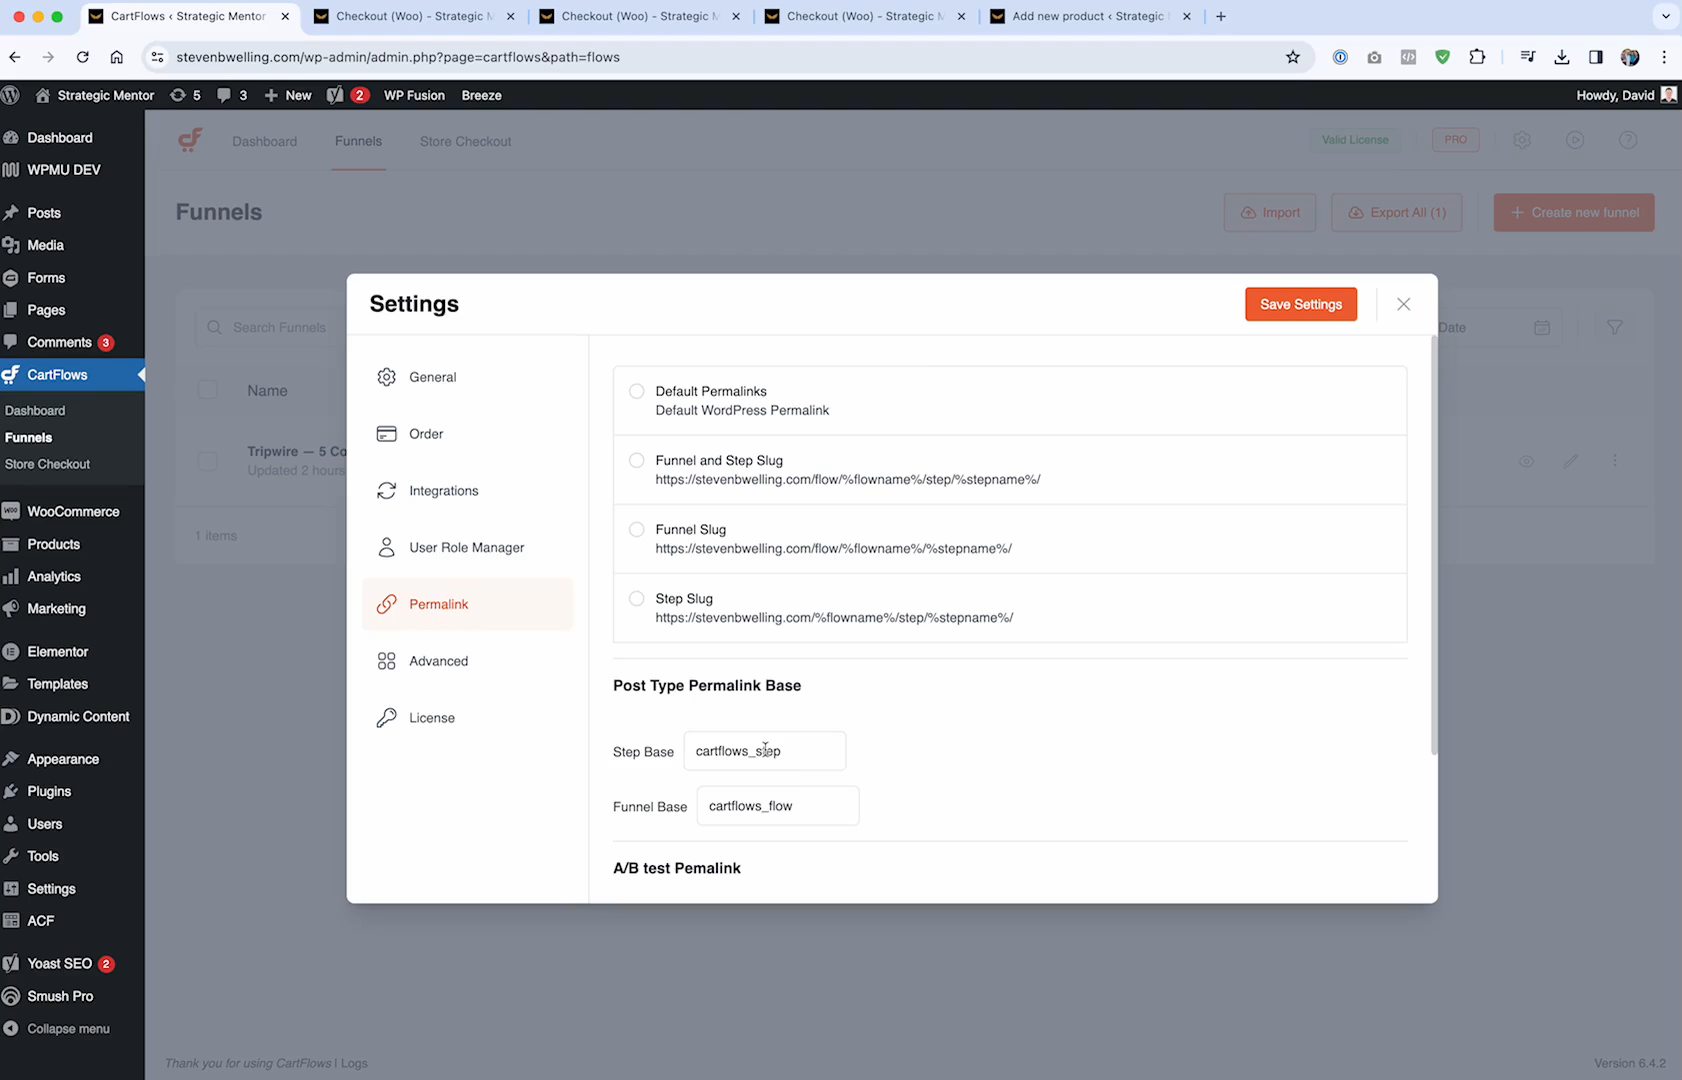 CartFlows ‹ Strategic Mentor
Checkout (Woo) - Strategic M
Checkout (Woo) - Strategic M
Checkout (Woo) - Strategic M
Add new product ‹ Strategic
stevenbwelling.com/wp-admin/admin.php?page=cartflows&path=flows
Strategic Mentor
5
3
New
2
WP Fusion
Breeze
Howdy, David
Dashboard
WPMU DEV
Posts
Media
Forms
Pages
Comments 3
CartFlows
Dashboard
Funnels
Store Checkout
WooCommerce
Products
Analytics
Marketing
Elementor
Templates
Dynamic Content
Appearance
Plugins
Users
Tools
Settings
ACF
Yoast SEO 2
Smush Pro
Collapse menu
Dashboard
Funnels
Store Checkout
Valid License
PRO
Funnels
Import
Export All (1)
Create new funnel
Search Funnels
Date
Name
Tripwire — 5 Co
Updated 2 hours
1 items
Settings
Save Settings
General
Order
Integrations
User Role Manager
Permalink
Advanced
License
Default Permalinks
Default WordPress Permalink
Funnel and Step Slug
https://stevenbwelling.com/flow/%flowname%/step/%stepname%/
Funnel Slug
https://stevenbwelling.com/flow/%flowname%/%stepname%/
Step Slug
https://stevenbwelling.com/%flowname%/step/%stepname%/
Post Type Permalink Base
Step Base
cartflows_step
Funnel Base
cartflows_flow
A/B test Pemalink
Thank you for using CartFlows | Logs
Version 6.4.2